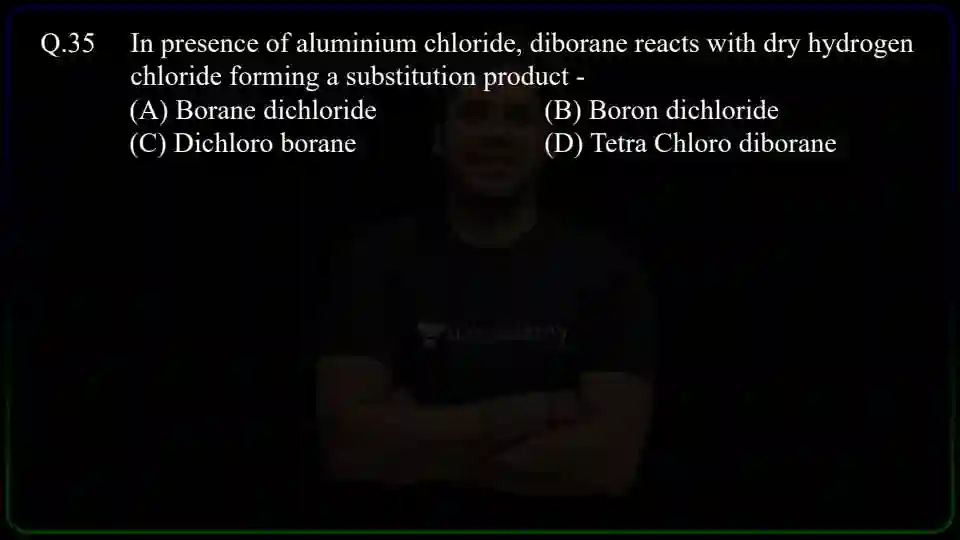 Q.35 In presence of aluminium chloride, diborane reacts with dry hydrogen
chloride forming a substitution product -
(A) Borane dichloride (B) Boron dichloride
(C) Dichloro borane (D) Tetra Chloro diborane